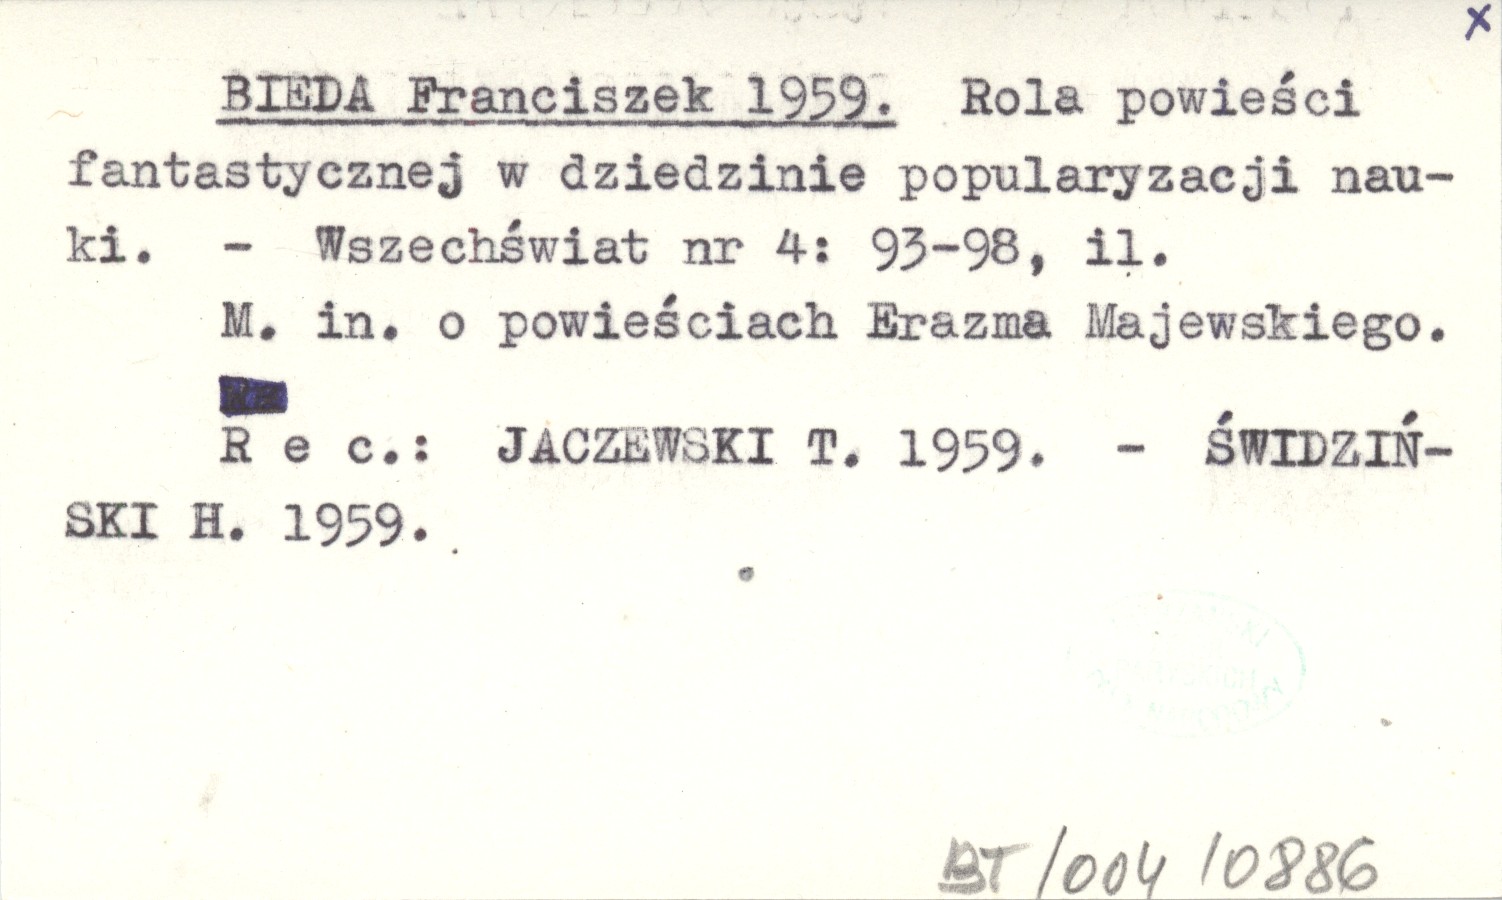 x
BIEDA Franciszek 1959. Rola powieści
fantastycznej w dziedzinie popularyzacji nau-
ki. - Wszechświat nr 4: 93-98, il.
M. in. o powieściach Erazma Majewskiego.
R e c.: JACZEWSKI T. 1959. - ŚWIDZIŃ-
SKI H. 1959.
BT/004/0886